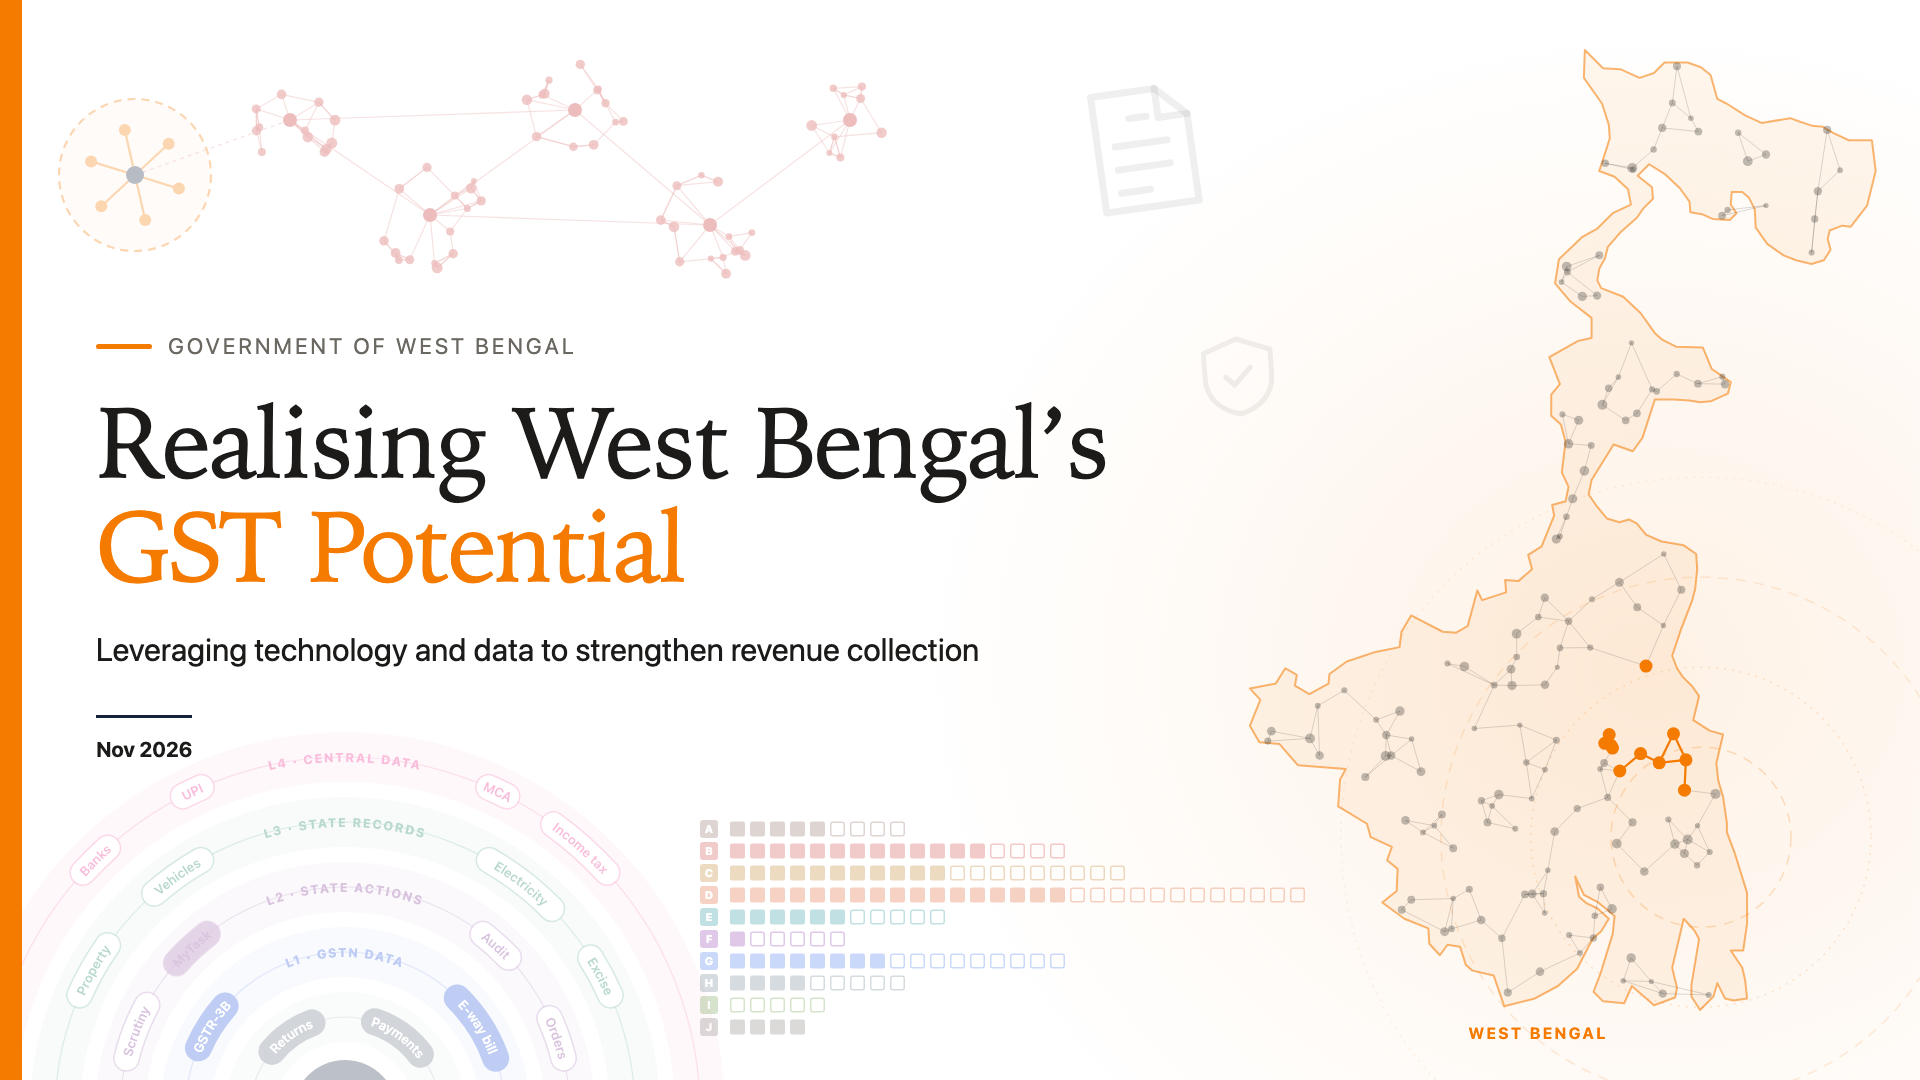 GOVERNMENT OF WEST BENGAL
Realising West Bengal’s
GST Potential
Leveraging technology and data to strengthen revenue collection
Nov 2026
L4 · CENTRAL DATA
UPI
MCA
Banks
Income tax
L3 · STATE RECORDS
Vehicles
Electricity
Property
Excise
L2 · STATE ACTIONS
MyTask
Audit
Scrutiny
Orders
L1 · GSTN DATA
GSTR-3B
E-way bill
Returns
Payments
A
B
C
D
E
F
G
H
I
J
WEST BENGAL